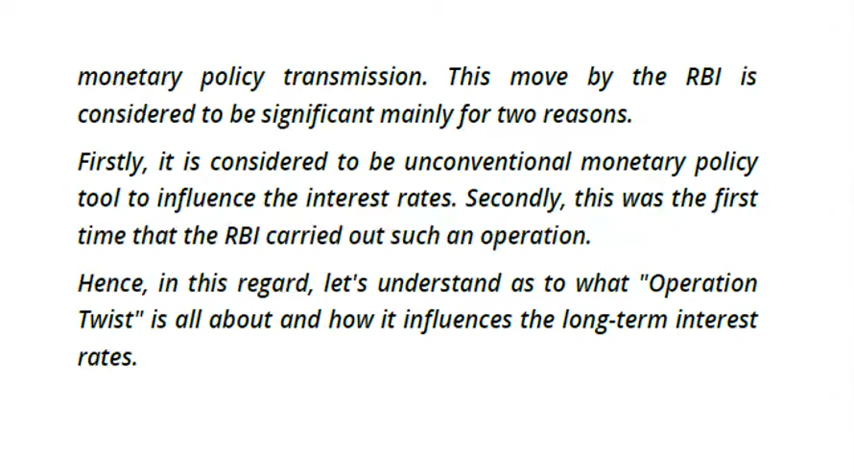 monetary policy transmission. This move by the RBI is
considered to be significant mainly for two reasons.
Firstly, it is considered to be unconventional monetary policy
tool to influence the interest rates. Secondly, this was the first
time that the RBI carried out such an operation.
Hence, in this regard, let's understand as to what "Operation
Twist" is all about and how it influences the long-term interest
rates.